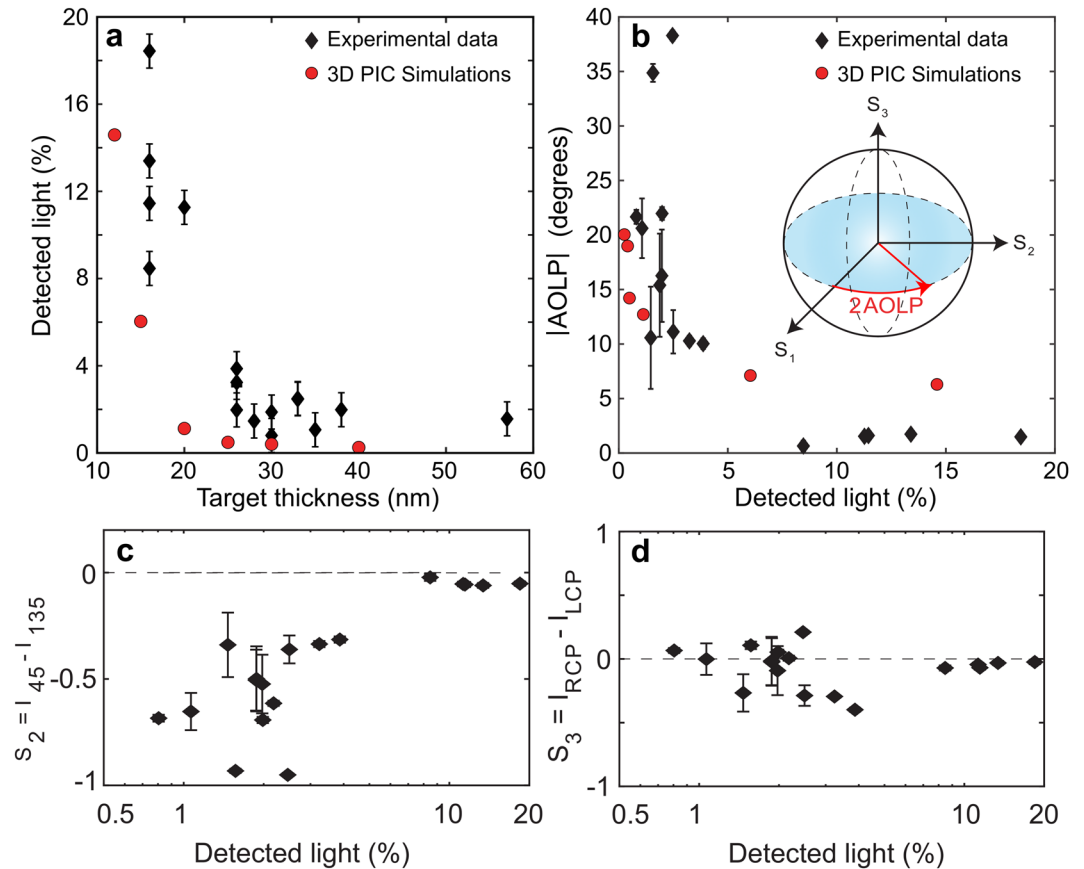 a
20
16
12
8
4
0
10
20
30
40
50
60
Detected light (%)
Target thickness (nm)
Experimental data
3D PIC Simulations
b
40
35
30
25
20
15
10
5
0
0
5
10
15
20
|AOLP| (degrees)
Detected light (%)
Experimental data
3D PIC Simulations
S3
S2
S1
2AOLP
c
0
-0.5
-1
0.5
1
10
20
S2 = I45 - I135
Detected light (%)
d
1
0
-1
0.5
1
10
20
S3 = IRCP - ILCP
Detected light (%)